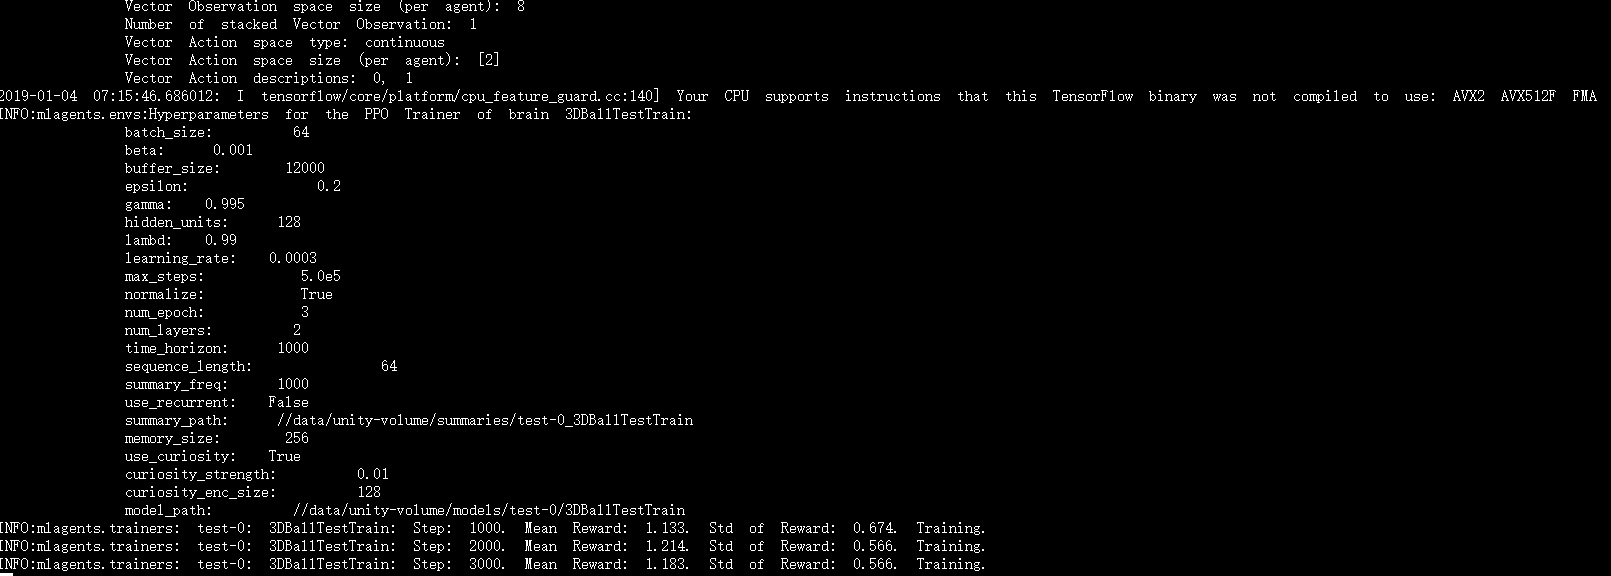 Vector Observation space size (per agent): 8
Number of stacked Vector Observation: 1
Vector Action space type: continuous
Vector Action space size (per agent): [2]
Vector Action descriptions: 0, 1
2019-01-04 07:15:46.686012: I tensorflow/core/platform/cpu_feature_guard.cc:140] Your CPU supports instructions that this TensorFlow binary was not compiled to use: AVX2 AVX512F FMA
INFO:mlagents.envs:Hyperparameters for the PPO Trainer of brain 3DBallTestTrain:
batch_size: 64
beta: 0.001
buffer_size: 12000
epsilon: 0.2
gamma: 0.995
hidden_units: 128
lambd: 0.99
learning_rate: 0.0003
max_steps: 5.0e5
normalize: True
num_epoch: 3
num_layers: 2
time_horizon: 1000
sequence_length: 64
summary_freq: 1000
use_recurrent: False
summary_path: //data/unity-volume/summaries/test-0_3DBallTestTrain
memory_size: 256
use_curiosity: True
curiosity_strength: 0.01
curiosity_enc_size: 128
model_path: //data/unity-volume/models/test-0/3DBallTestTrain
INFO:mlagents.trainers: test-0: 3DBallTestTrain: Step: 1000. Mean Reward: 1.133. Std of Reward: 0.674. Training.
INFO:mlagents.trainers: test-0: 3DBallTestTrain: Step: 2000. Mean Reward: 1.214. Std of Reward: 0.566. Training.
INFO:mlagents.trainers: test-0: 3DBallTestTrain: Step: 3000. Mean Reward: 1.183. Std of Reward: 0.566. Training.